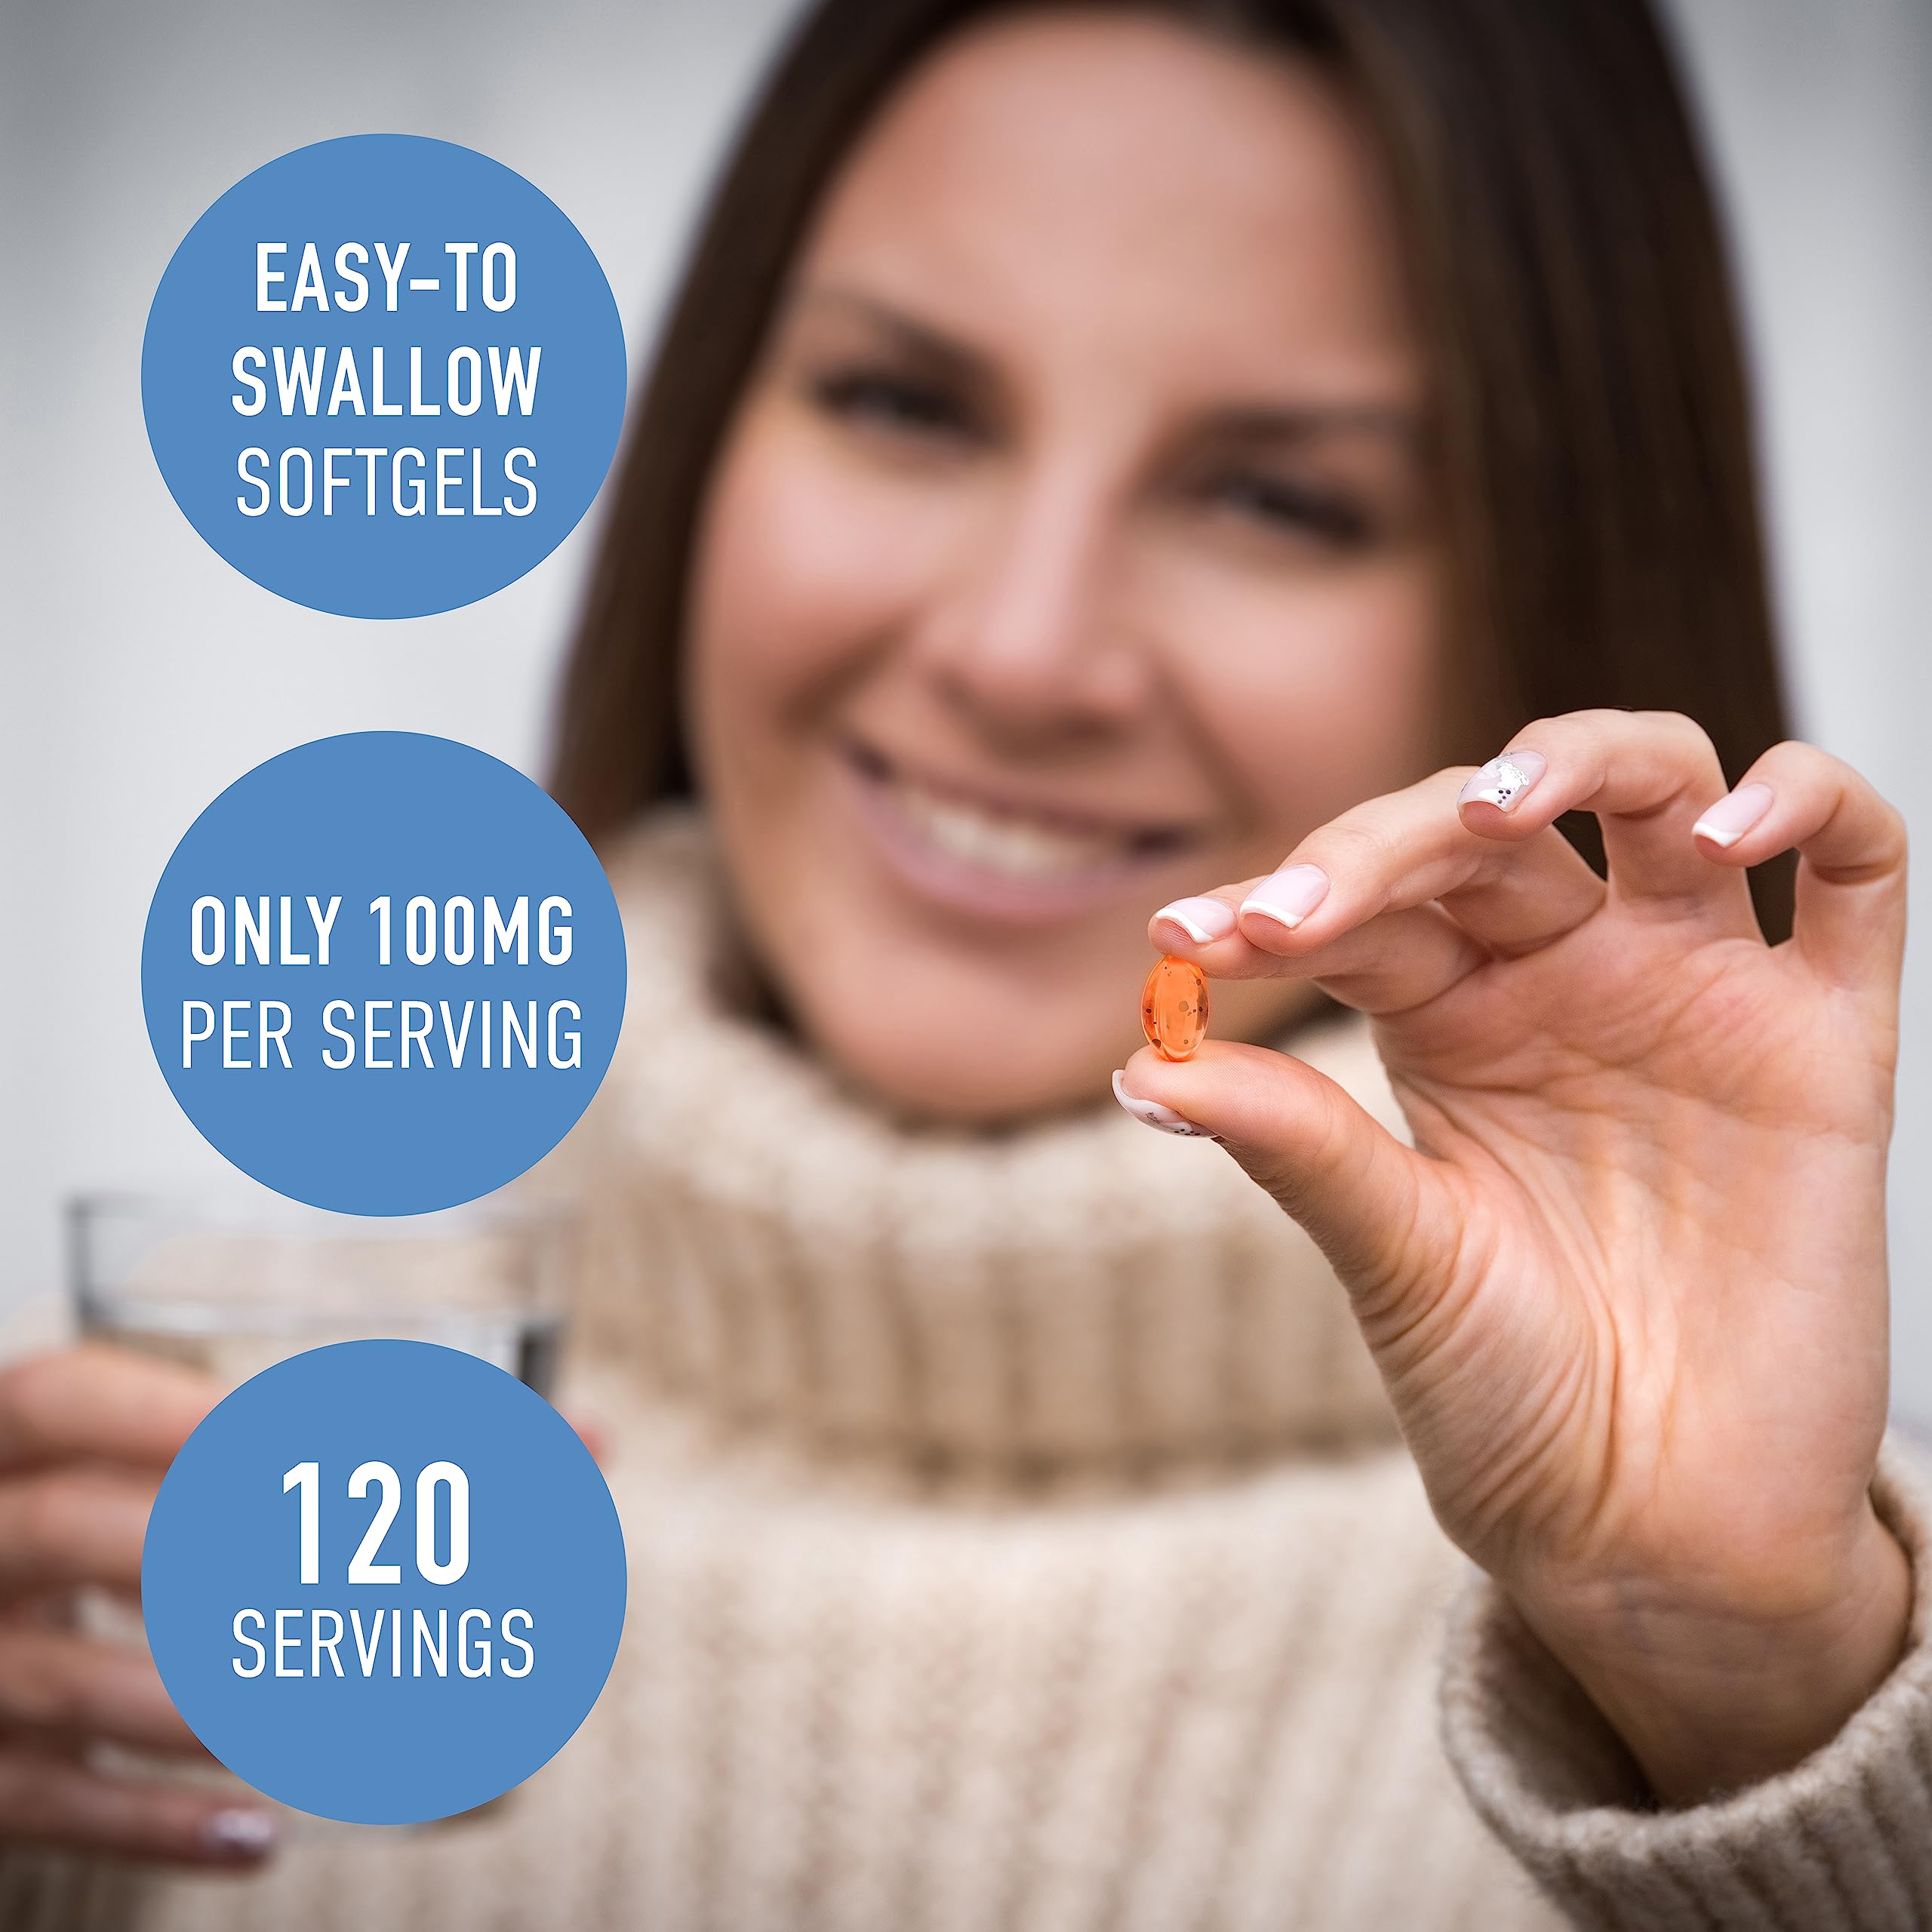 EASY-TO
SWALLOW
SOFTGELS
ONLY 100MG
PER SERVING
120
SERVINGS